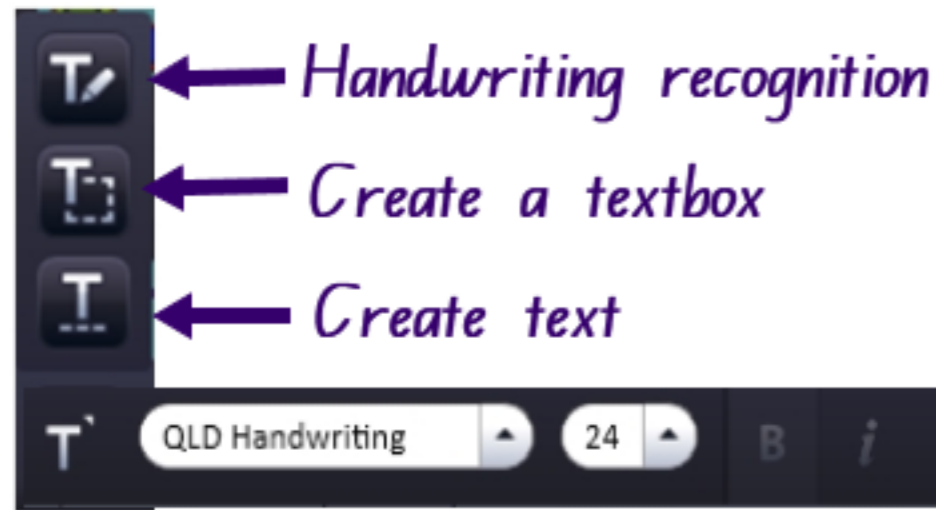 Handwriting recognition
Create a textbox
Create text
T QLD Handwriting 24 B i